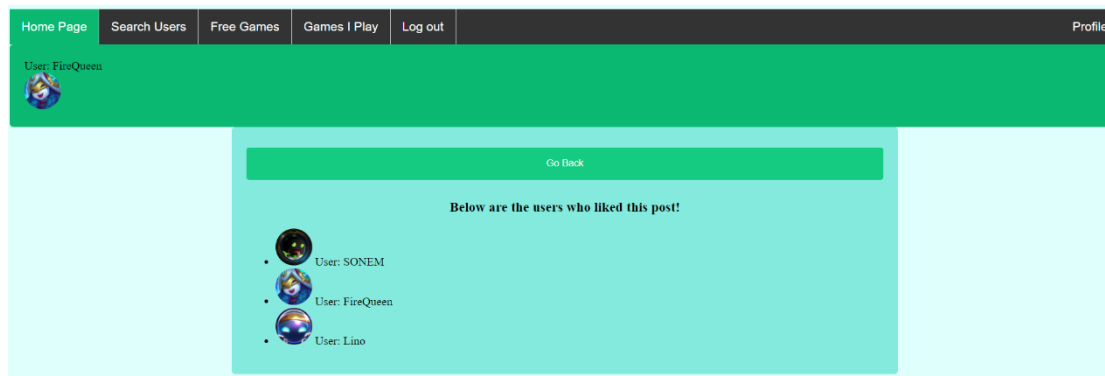 Home Page Search Users Free Games Games I Play Log out Profile
User: FireQueen
Go Back
Below are the users who liked this post!
User: SONEM
User: FireQueen
User: Lino